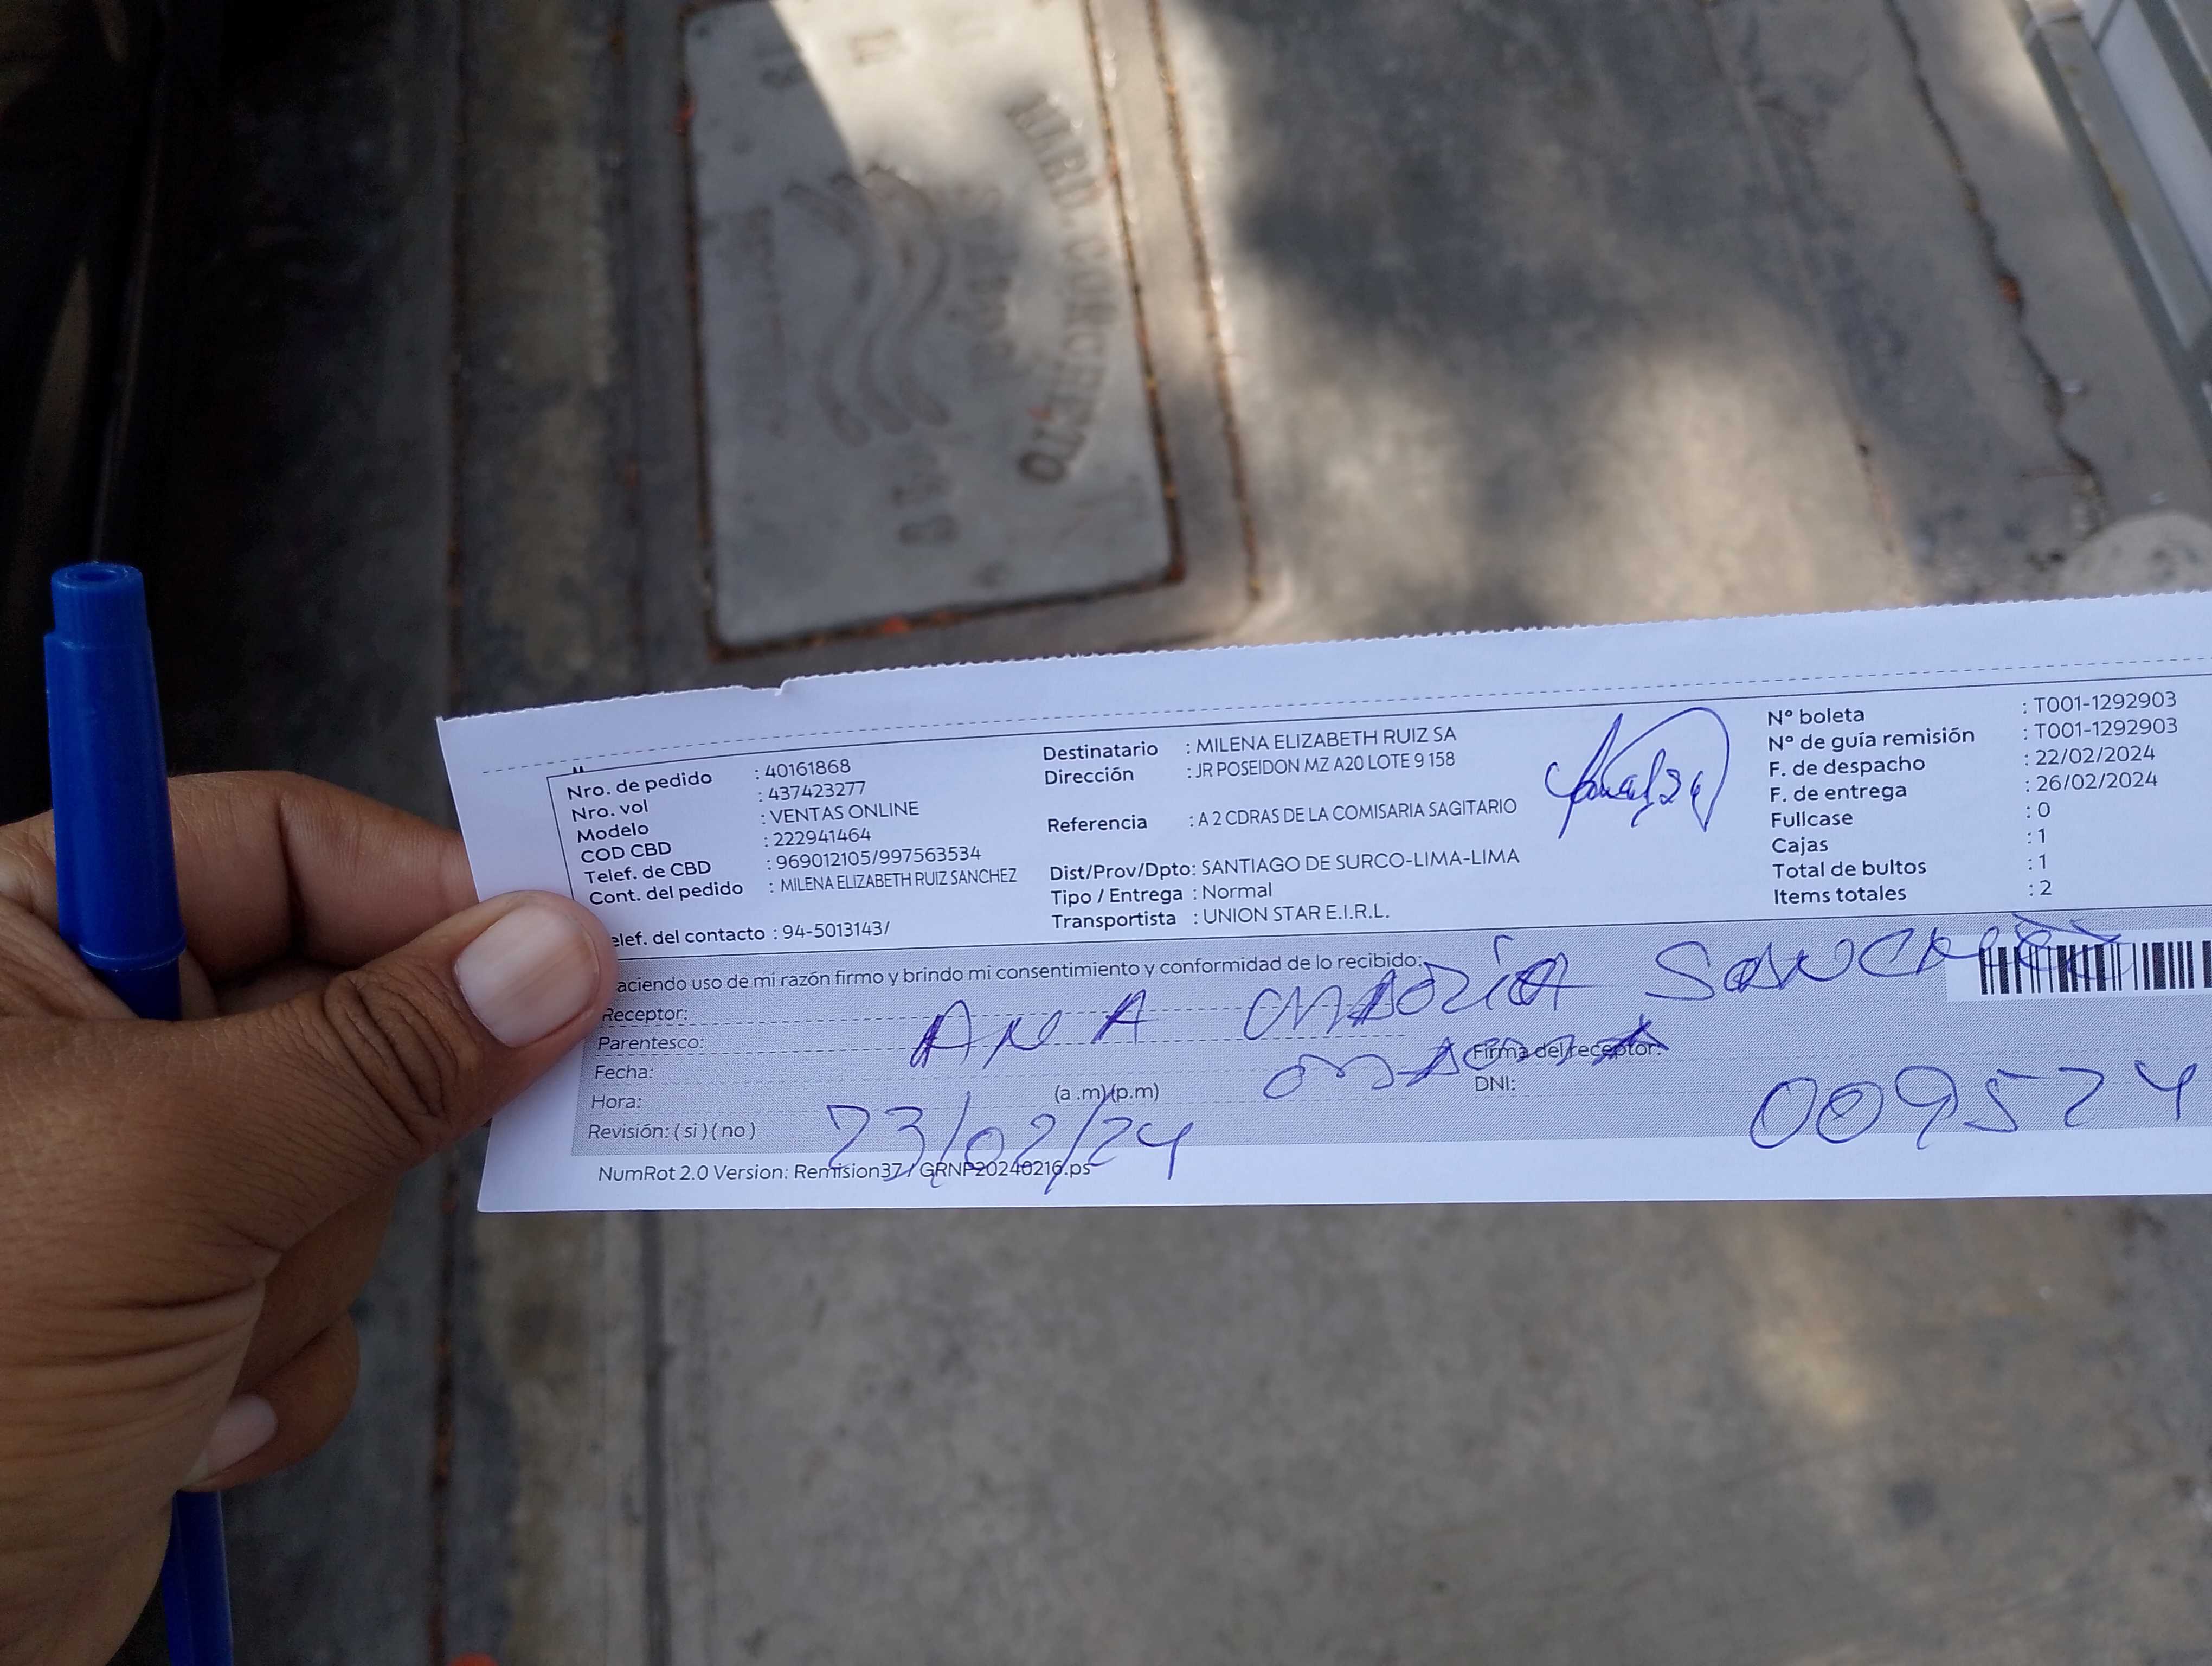 Nro. de pedido : 40161868
Nro. vol : 437423277
Modelo : VENTAS ONLINE
COD CBD : 222941464
Telef. de CBD : 969012105/997563534
Cont. del pedido : MILENA ELIZABETH RUIZ SANCHEZ
elef. del contacto : 94-5013143/
Destinatario : MILENA ELIZABETH RUIZ SA
Dirección : JR POSEIDON MZ A20 LOTE 9 158
Referencia : A 2 CDRAS DE LA COMISARIA SAGITARIO
Dist/Prov/Dpto: SANTIAGO DE SURCO-LIMA-LIMA
Tipo / Entrega : Normal
Transportista : UNION STAR E.I.R.L.
Nº boleta : T001-1292903
Nº de guía remisión : T001-1292903
F. de despacho : 22/02/2024
F. de entrega : 26/02/2024
Fullcase : 0
Cajas : 1
Total de bultos : 1
Items totales : 2
aciendo uso de mi razón firmo y brindo mi consentimiento y conformidad de lo recibido:
Receptor: ANA MARIA SANCHEZ
Parentesco:
Fecha: 23/02/24
Hora: (a .m)(p.m)
Revisión: ( si ) ( no )
Firma del receptor:
DNI: 009524
NumRot 2.0 Version: Remision37 / GRNP20240216.ps